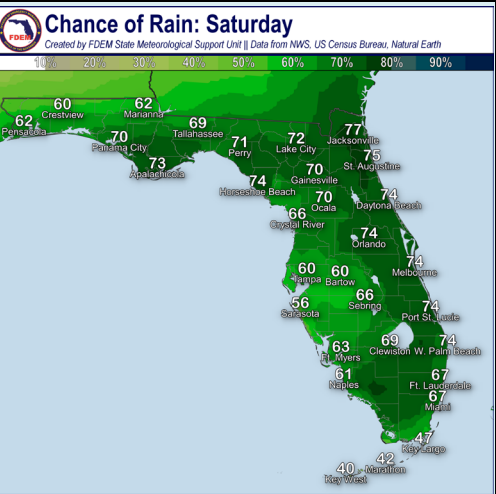 Chance of Rain: Saturday
FDEM
Created by FDEM State Meteorological Support Unit || Data from NWS, US Census Bureau, Natural Earth
10% 20% 30% 40% 50% 60% 70% 80% 90%
60
Crestview
62
Marianna
62
Pensacola
69
Tallahassee
70
Panama City
71
Perry
72
Lake City
77
Jacksonville
73
Apalachicola
75
St. Augustine
70
Gainesville
74
Horseshoe Beach
70
Ocala
74
Daytona Beach
66
Crystal River
74
Orlando
74
Melbourne
60
Tampa
60
Bartow
66
Sebring
56
Sarasota
74
Port St. Lucie
63
Ft. Myers
69
Clewiston
74
W. Palm Beach
61
Naples
67
Ft. Lauderdale
67
Miami
47
Key Largo
42
Marathon
40
Key West